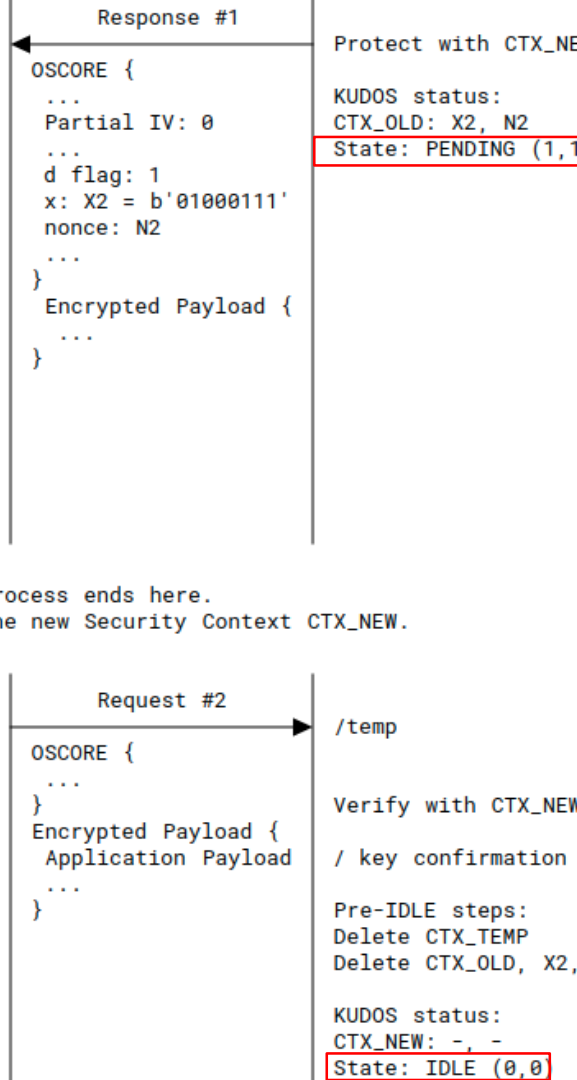 Response #1
Protect with CTX_NE
OSCORE {
...
Partial IV: 0
...
d flag: 1
x: X2 = b'01000111'
nonce: N2
...
}
Encrypted Payload {
...
}
KUDOS status:
CTX_OLD: X2, N2
State: PENDING (1,1
rocess ends here.
he new Security Context CTX_NEW.
Request #2
/temp
OSCORE {
...
}
Encrypted Payload {
Application Payload
...
}
Verify with CTX_NEW
/ key confirmation
Pre-IDLE steps:
Delete CTX_TEMP
Delete CTX_OLD, X2,
KUDOS status:
CTX_NEW: -, -
State: IDLE (0,0)